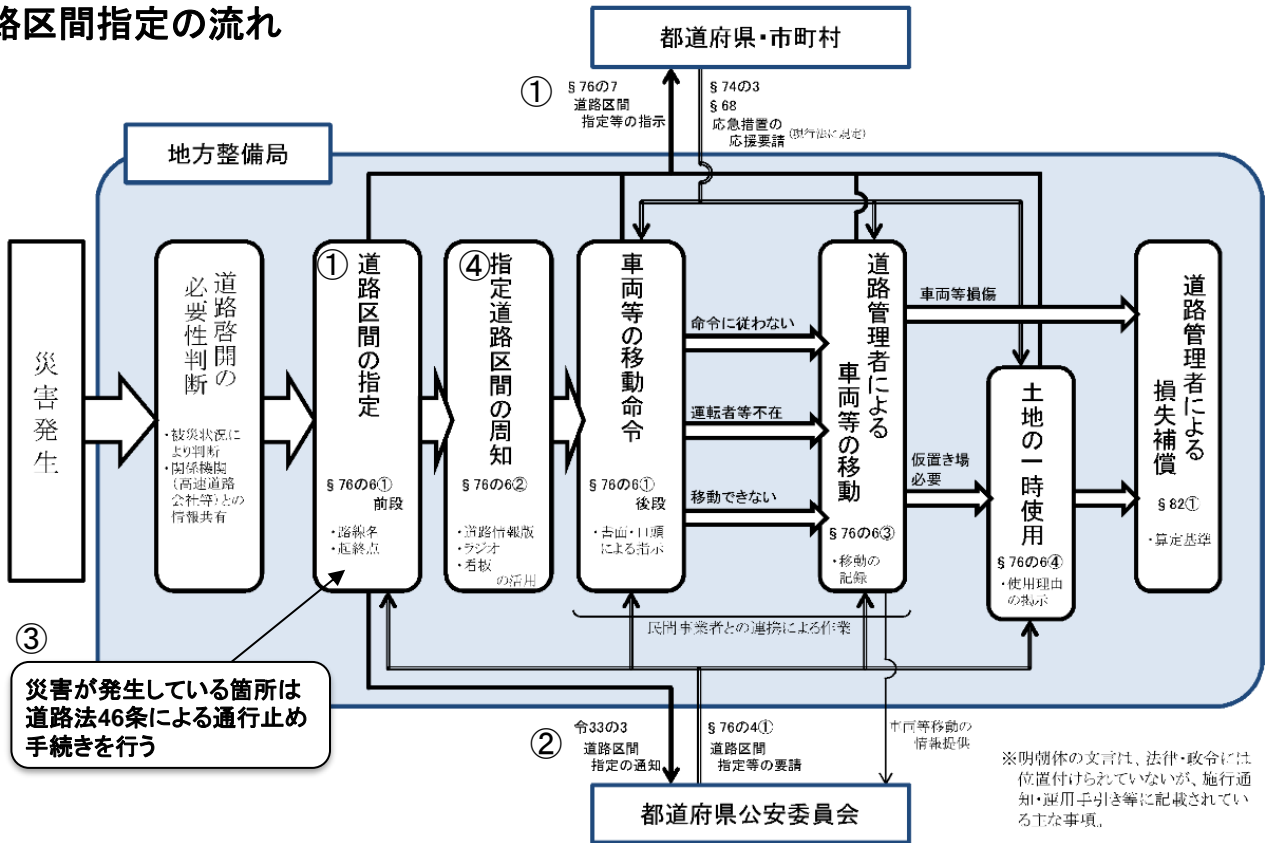 路区間指定の流れ
都道府県・市町村
①
§76の7
道路区間
指定等の指示
§74の3
§68
応急措置の
応援要請
(現行法に規定)
地方整備局
災害発生
道路啓開の
必要性判断
・被災状況に
より判断
・関係機関
(高速道路
会社等)との
情報共有
①
道路区間の指定
§76の6①
前段
・路線名
・起終点
④
指定道路区間の周知
§76の6②
・道路情報版
・ラジオ
・看板
の活用
車両等の移動命令
§76の6①
後段
・書面・口頭
による指示
命令に従わない
運転者等不在
移動できない
道路管理者による
車両等の移動
§76の6③
・移動の
記録
車両等損傷
仮置き場
必要
土地の一時使用
§76の6④
・使用理由
の掲示
道路管理者による
損失補償
§82①
・算定基準
民間事業者との連携による作業
③
災害が発生している箇所は
道路法46条による通行止め
手続きを行う
②
令33の3
道路区間
指定の通知
§76の4①
道路区間
指定等の要請
車両等移動の
情報提供
都道府県公安委員会
※明朝体の文言は、法律・政令には
位置付けられていないが、施行通
知・運用手引き等に記載されてい
る主な事項。